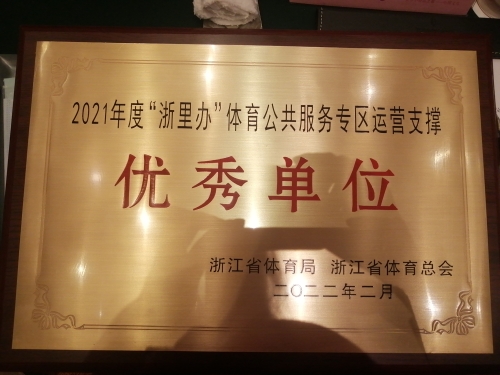 2021年度“浙里办”体育公共服务专区运营支撑
优秀单位
浙江省体育局 浙江省体育总会
二〇二二年二月